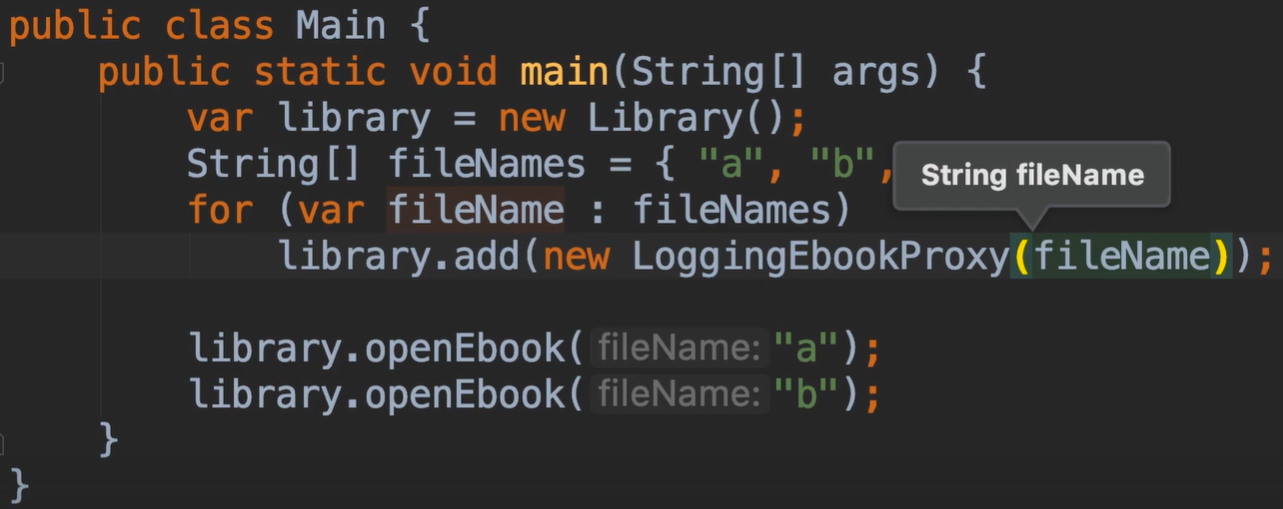 public class Main {
public static void main(String[] args) {
var library = new Library();
String[] fileNames = { "a", "b",
String fileName
for (var fileName : fileNames)
library.add(new LoggingEbookProxy(fileName));
library.openEbook( fileName: "a");
library.openEbook( fileName: "b");
}
}